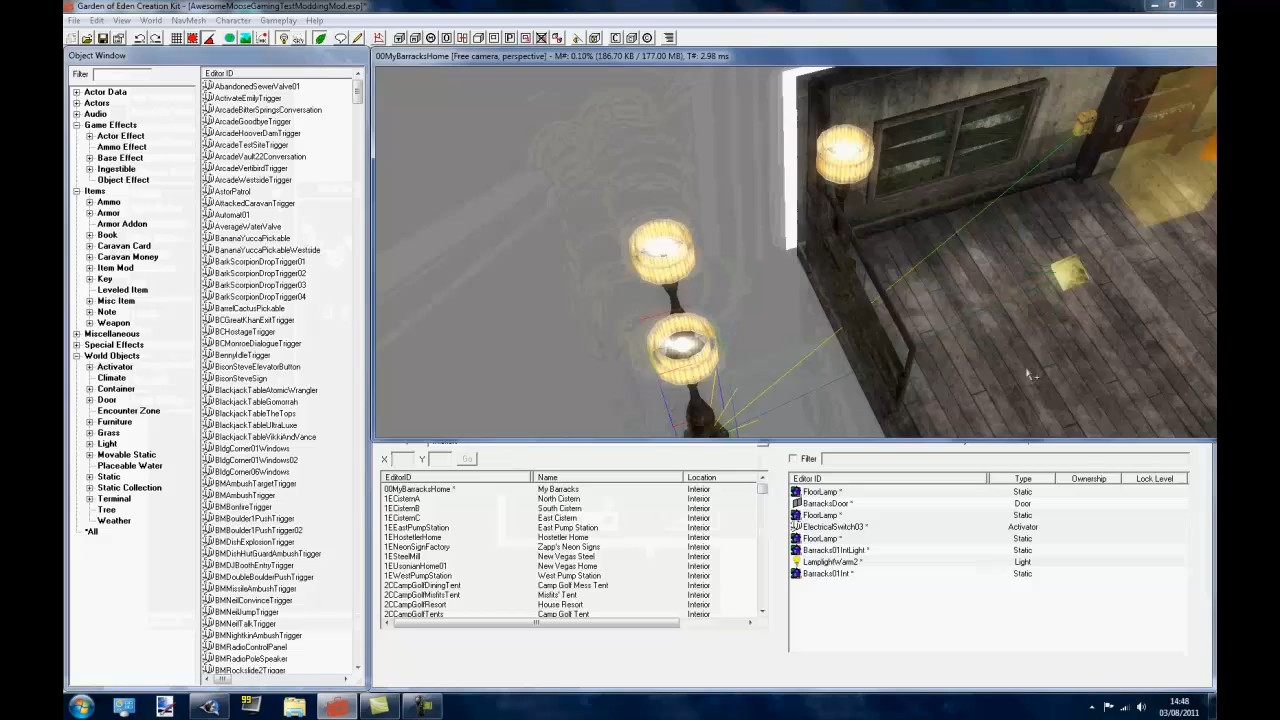 Garden of Eden Creation Kit - [AwesomeMooseGamingTestModdingMod.esp]*
File Edit View World NavMesh Character Gameplay Help
Object Window
Filter
Actor Data
Actors
Audio
Game Effects
Actor Effect
Ammo Effect
Base Effect
Ingestible
Object Effect
Items
Ammo
Armor
Armor Addon
Book
Caravan Card
Caravan Money
Item Mod
Key
Leveled Item
Misc Item
Note
Weapon
Miscellaneous
Special Effects
World Objects
Activator
Climate
Container
Door
Encounter Zone
Furniture
Grass
Light
Movable Static
Placeable Water
Static
Static Collection
Terminal
Tree
Weather
*All
Editor ID
AbandonedSewerValve01
ActivateEmilyTrigger
ArcadeBitterSpringsConversation
ArcadeGoodbyeTrigger
ArcadeHooverDamTrigger
ArcadeTestSiteTrigger
ArcadeVault22Conversation
ArcadeVertibirdTrigger
ArcadeWestsideTrigger
AstorPatrol
AttackedCaravanTrigger
Automat01
AverageWaterValve
BananaYuccaPickable
BananaYuccaPickableWestside
BarkScorpionDropTrigger01
BarkScorpionDropTrigger02
BarkScorpionDropTrigger03
BarkScorpionDropTrigger04
BarrelCactusPickable
BCGreatKhanExitTrigger
BCHostageTrigger
BCMonroeDialogueTrigger
BennyIdleTrigger
BisonSteveElevatorButton
BisonSteveSign
BlackjackTableAtomicWrangler
BlackjackTableGomorrah
BlackjackTableTheTops
BlackjackTableUltraLuxe
BlackjackTableVikkiAndVance
BldgCorner01Windows
BldgCorner01Windows02
BldgCorner06Windows
BMAmbushTargetTrigger
BMAmbushTrigger
BMBonfireTrigger
BMBoulder1PushTrigger
BMBoulder1PushTrigger02
BMDishExplosionTrigger
BMDishHutGuardAmbushTrigger
BMDJBoothEntryTrigger
BMDoubleBoulderPushTrigger
BMMissileAmbushTrigger
BMNeilConvinceTrigger
BMNeilJumpTrigger
BMNeilTalkTrigger
BMNightkinAmbushTrigger
BMRadioControlPanel
BMRadioPoleSpeaker
BMRockslide2Trigger
00MyBarracksHome [Free camera, perspective] - M#: 0.10% (186.70 KB / 177.00 MB), T#: 2.98 ms
X Y Go
EditorID Name Location
00MyBarracksHome * My Barracks Interior
1ECisternA North Cistern Interior
1ECisternB South Cistern Interior
1ECisternC East Cistern Interior
1EEastPumpStation East Pump Station Interior
1EHostetlerHome Hostetler Home Interior
1ENeonSignFactory Zapp's Neon Signs Interior
1ESteelMill New Vegas Steel Interior
1EUsonianHome01 New Vegas Home Interior
1EWestPumpStation West Pump Station Interior
2CCampGolfDiningTent Camp Golf Mess Tent Interior
2CCampGolfMisfitsTent Misfits' Tent Interior
2CCampGolfResort House Resort Interior
2CCampGolfTents Camp Golf Tent Interior
Filter
Editor ID Type Ownership Lock Level
FloorLamp * Static
BarracksDoor * Door
FloorLamp * Static
ElectricalSwitch03 * Activator
FloorLamp * Static
Barracks01IntLight * Static
LamplightWarm2 * Light
Barracks01Int * Static
99
14:48
03/08/2011